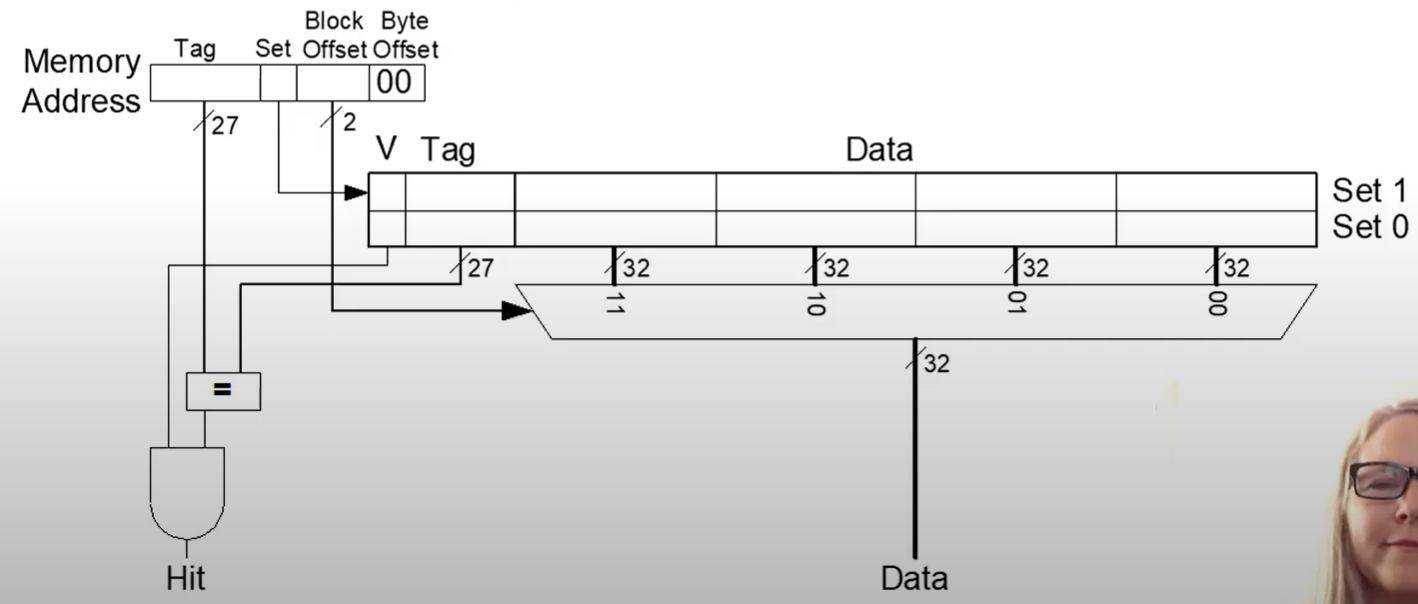 Block Byte
Tag Set Offset Offset
Memory Address
00
27
2
V Tag Data
Set 1
Set 0
27 32 32 32 32
11 10 01 00
32
=
Hit
Data